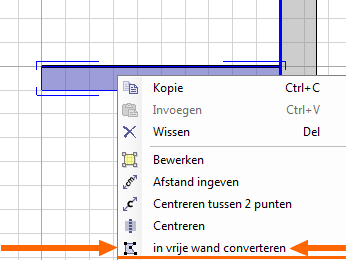 Kopie Ctrl+C
Invoegen Ctrl+V
Wissen Del
Bewerken
Afstand ingeven
Centreren tussen 2 punten
Centreren
in vrije wand converteren